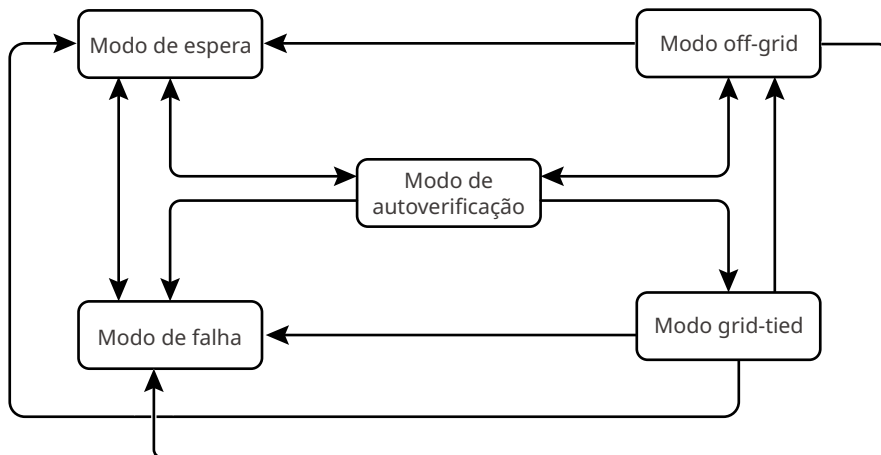 Modo de espera
Modo off-grid
Modo de
autoverificação
Modo de falha
Modo grid-tied